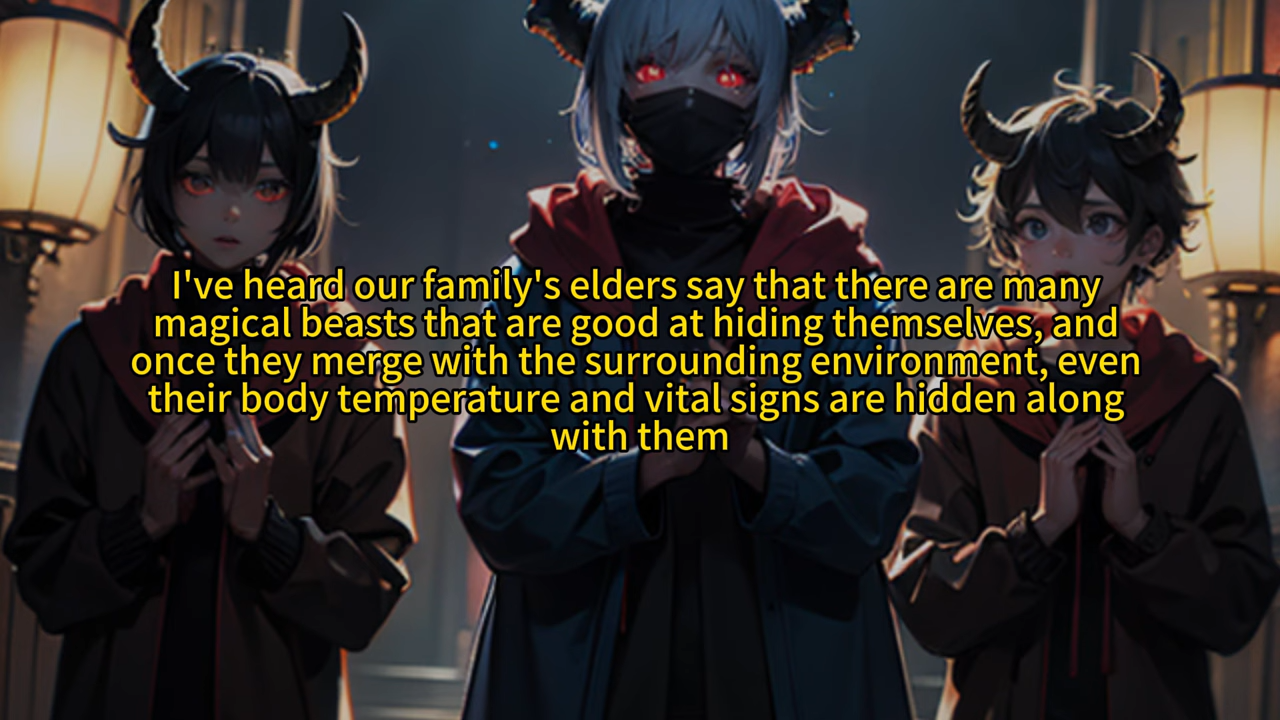 I've heard our family's elders say that there are many
magical beasts that are good at hiding themselves, and
once they merge with the surrounding environment, even
their body temperature and vital signs are hidden along
with them